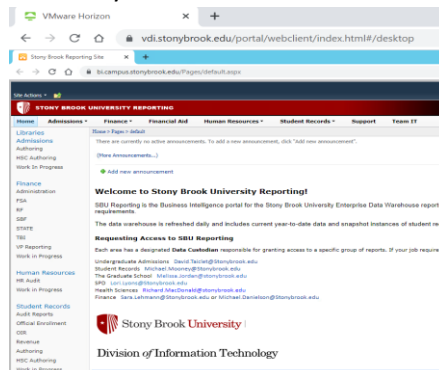 VMware Horizon
vdi.stonybrook.edu/portal/webclient/index.html#/desktop
Stony Brook Reporting Site
bi.campus.stonybrook.edu/Pages/default.aspx
Site Actions
STONY BROOK UNIVERSITY REPORTING
Home Admissions Finance Financial Aid Human Resources Student Records Support Team IT
Home > Pages > default
Libraries
Admissions
Authoring
HSC Authoring
Work In Progress
Finance
Administration
FSA
RF
SBF
STATE
TBI
VP Reporting
Work in Progress
Human Resources
HR Audit
Work in Progress
Student Records
Audit Reports
Official Enrollment
OIR
Revenue
Authoring
HSC Authoring
Work in Progress
There are currently no active announcements. To add a new announcement, click "Add new announcement".
(More Announcements...)
Add new announcement
Welcome to Stony Brook University Reporting!
SBU Reporting is the Business Intelligence portal for the Stony Brook University Enterprise Data Warehouse report
requirements.
The data warehouse is refreshed daily and includes current year-to-date data and snapshot instances of student re
Requesting Access to SBU Reporting
Each area has a designated Data Custodian responsible for granting access to a specific group of reports. If your job require
Undergraduate Admissions
Student Records Michael.Mooney@Stonybrook.edu
The Graduate School Melissa.Jordan@stonybrook.edu
SPD Lori.Lyons@Stonybrook.edu
Health Sciences Richard.MacDonald@stonybrook.edu
Finance Sara.Lehmann@Stonybrook.edu or Michael.Danielson@Stonybrook.edu
Stony Brook University
Division of Information Technology